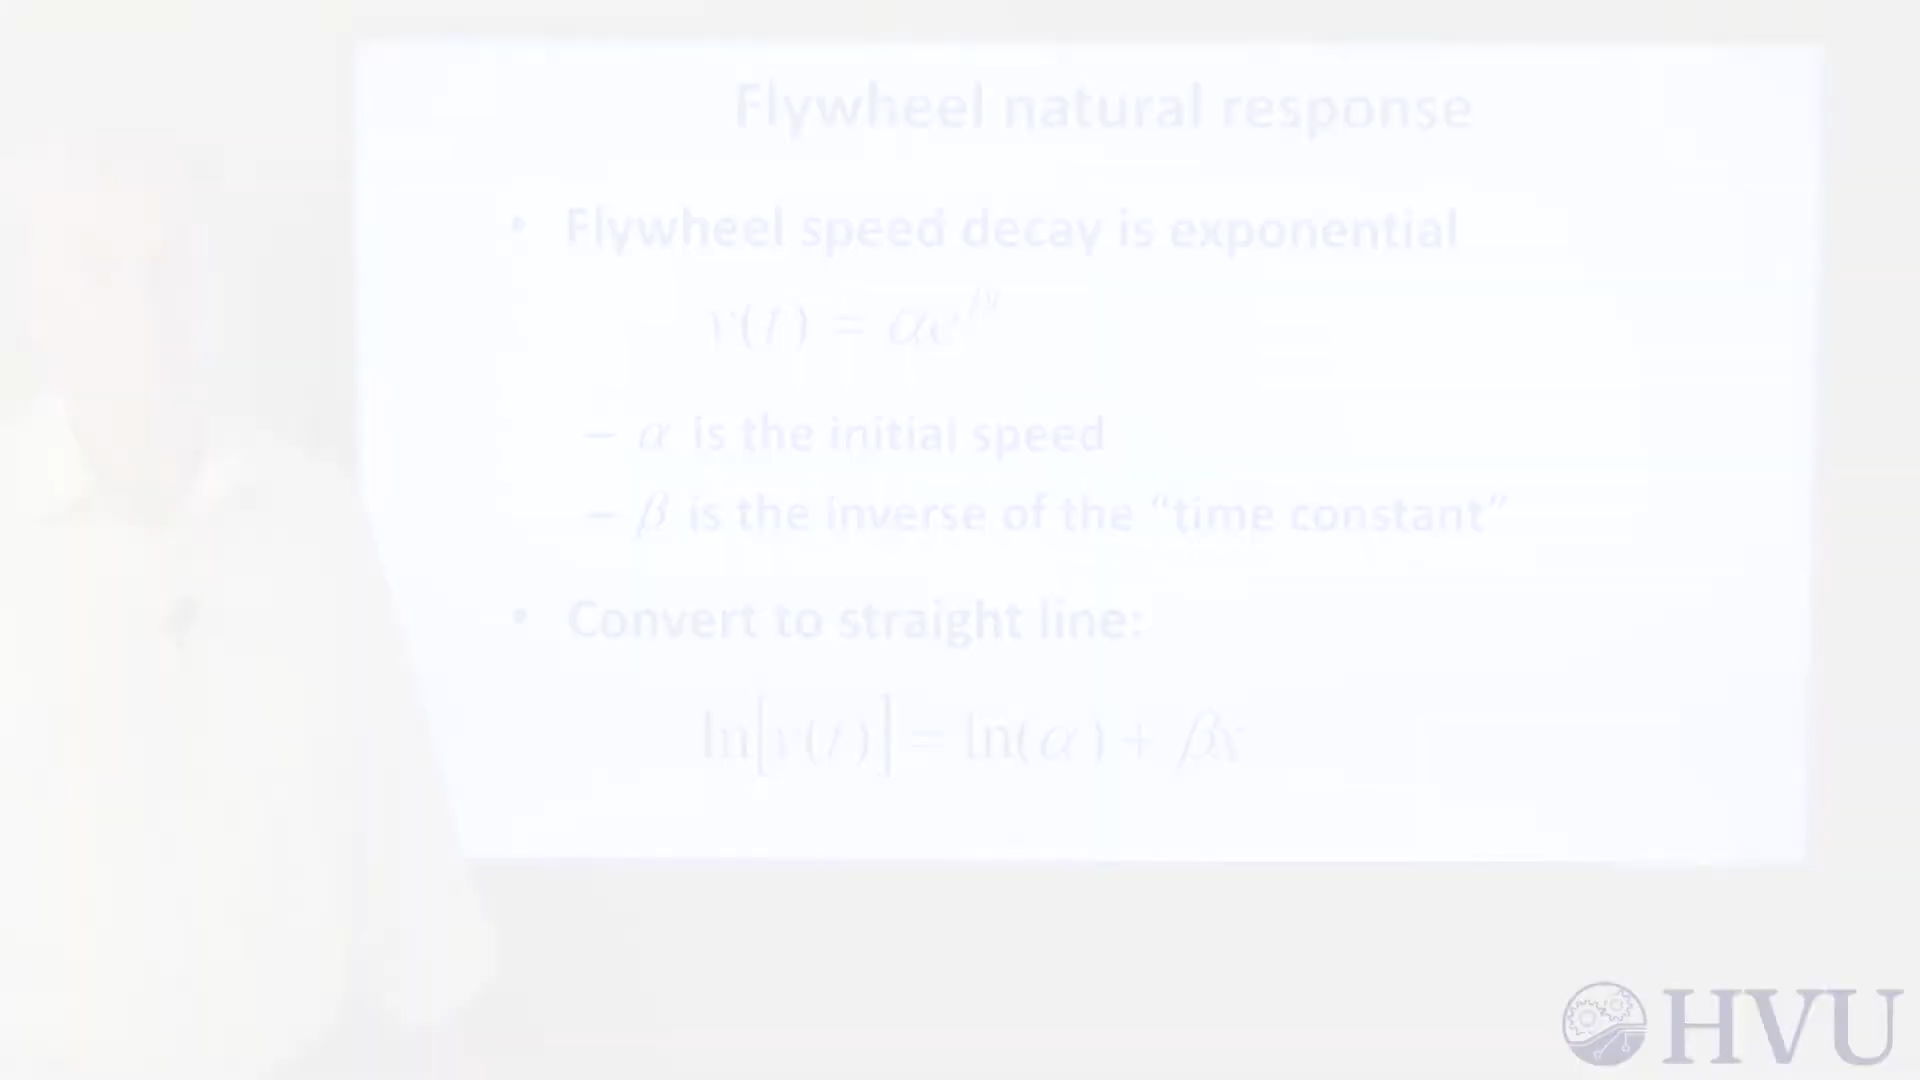 Flywheel natural response
• Flywheel speed decay is exponential
v(t) = αe^{βt}
– α is the initial speed
– β is the inverse of the “time constant”
• Convert to straight line:
ln[v(t)] = ln(α) + βx
HVU